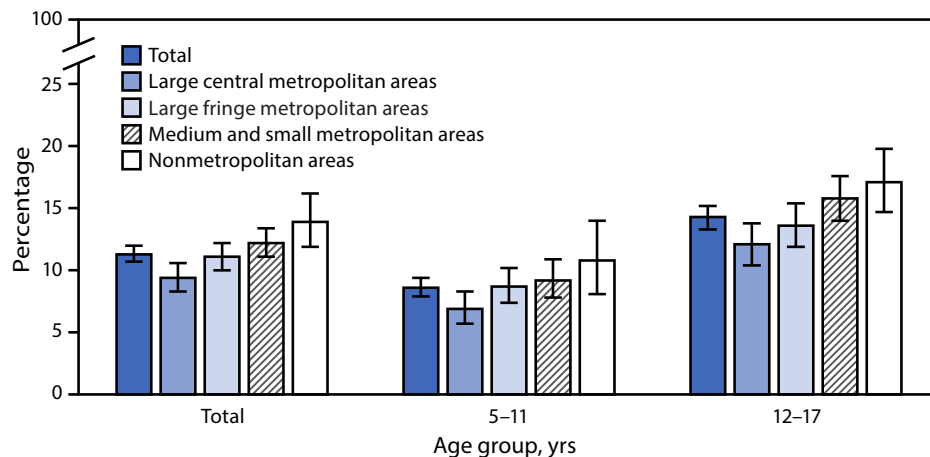 100
25
20
15
10
5
0
Percentage
Total
Large central metropolitan areas
Large fringe metropolitan areas
Medium and small metropolitan areas
Nonmetropolitan areas
Total
5–11
12–17
Age group, yrs